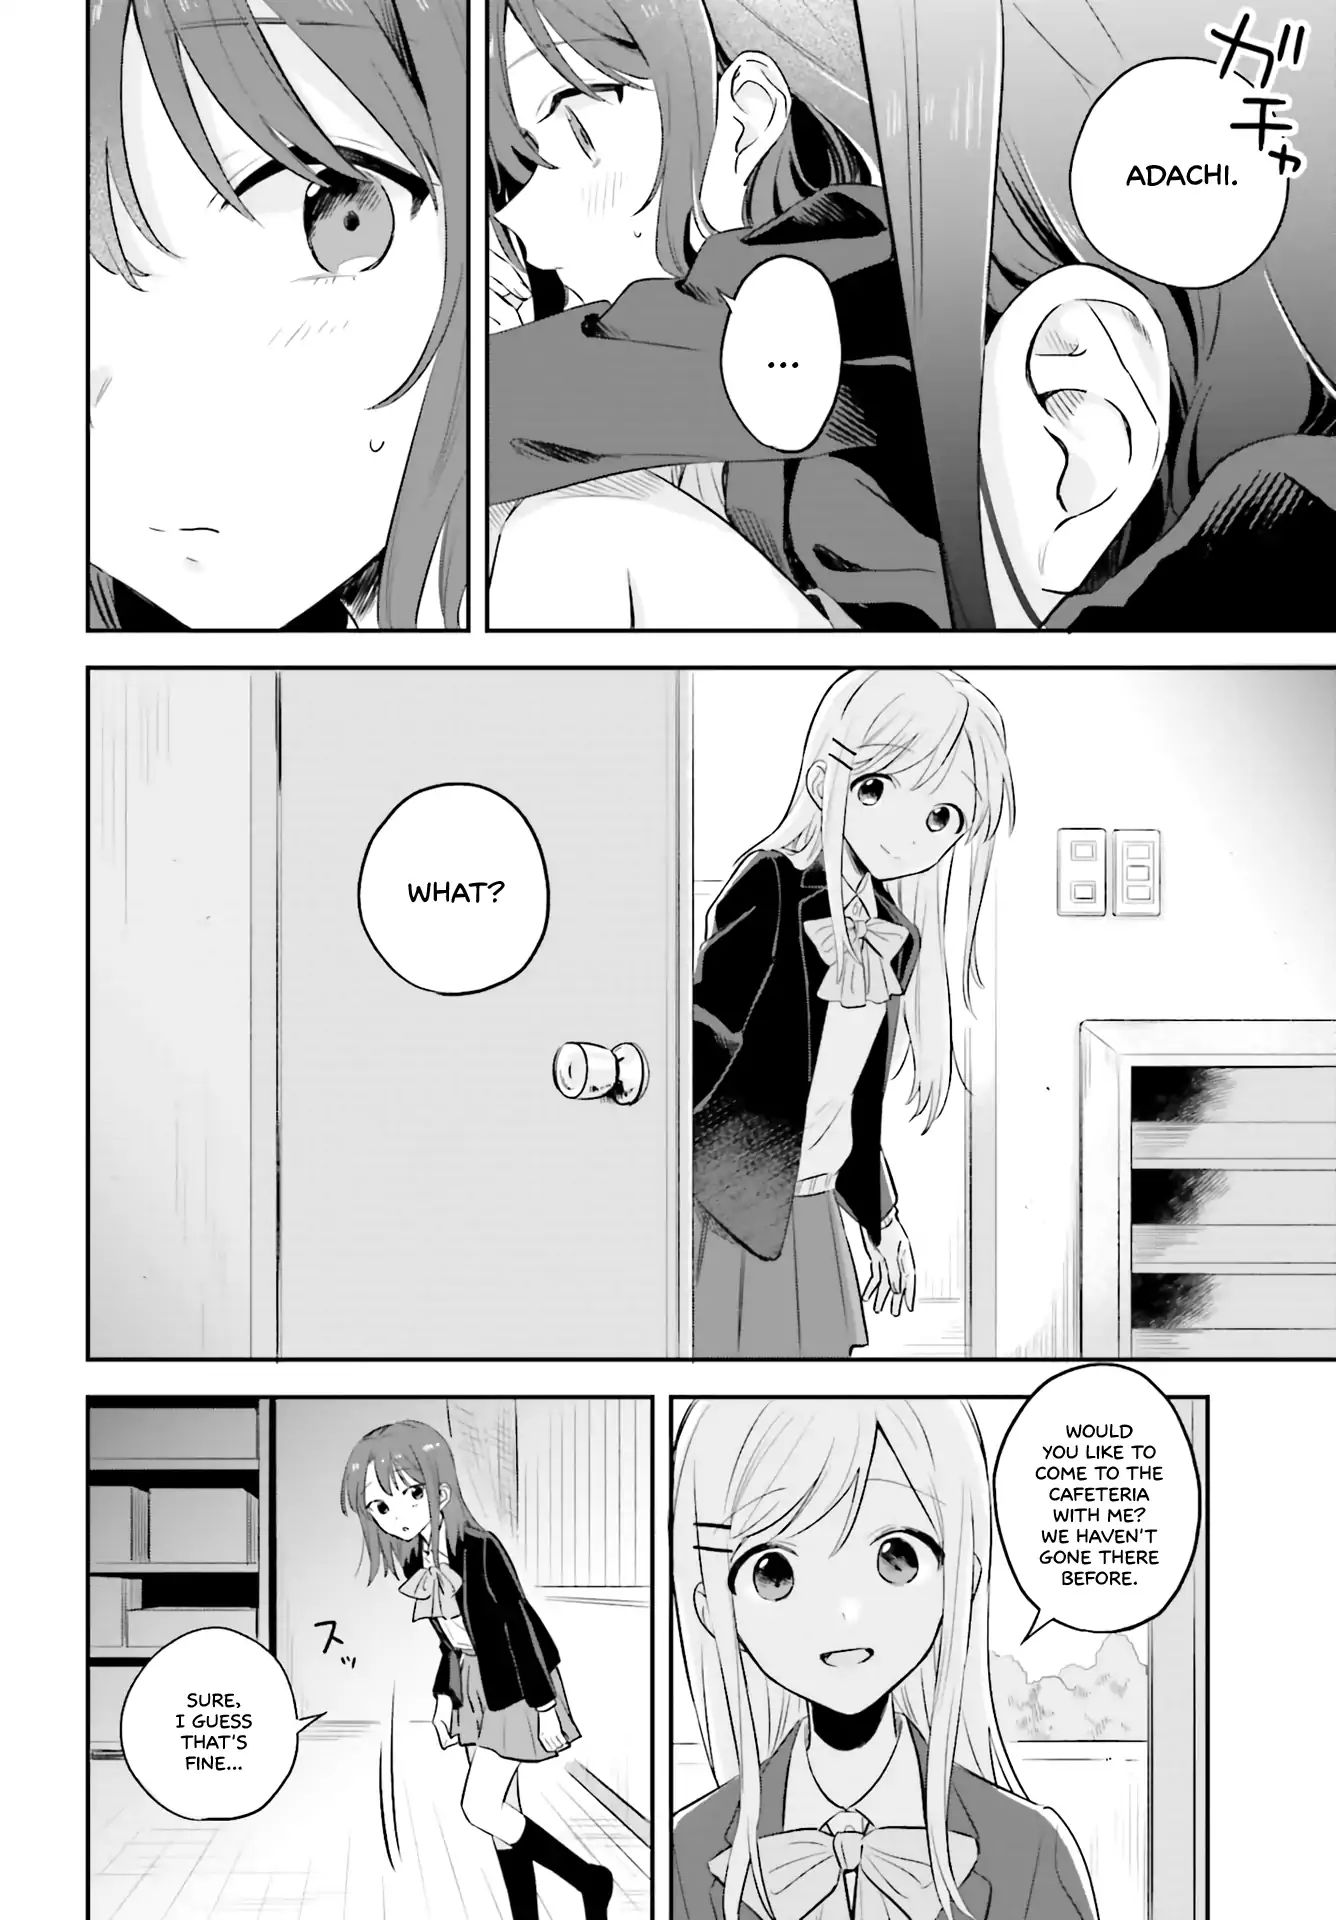 ガチャ
ADACHI.
...
WHAT?
WOULD
YOU LIKE TO
COME TO THE
CAFETERIA
WITH ME?
WE HAVEN'T
GONE THERE
BEFORE.
スッ
SURE,
I GUESS
THAT'S
FINE...